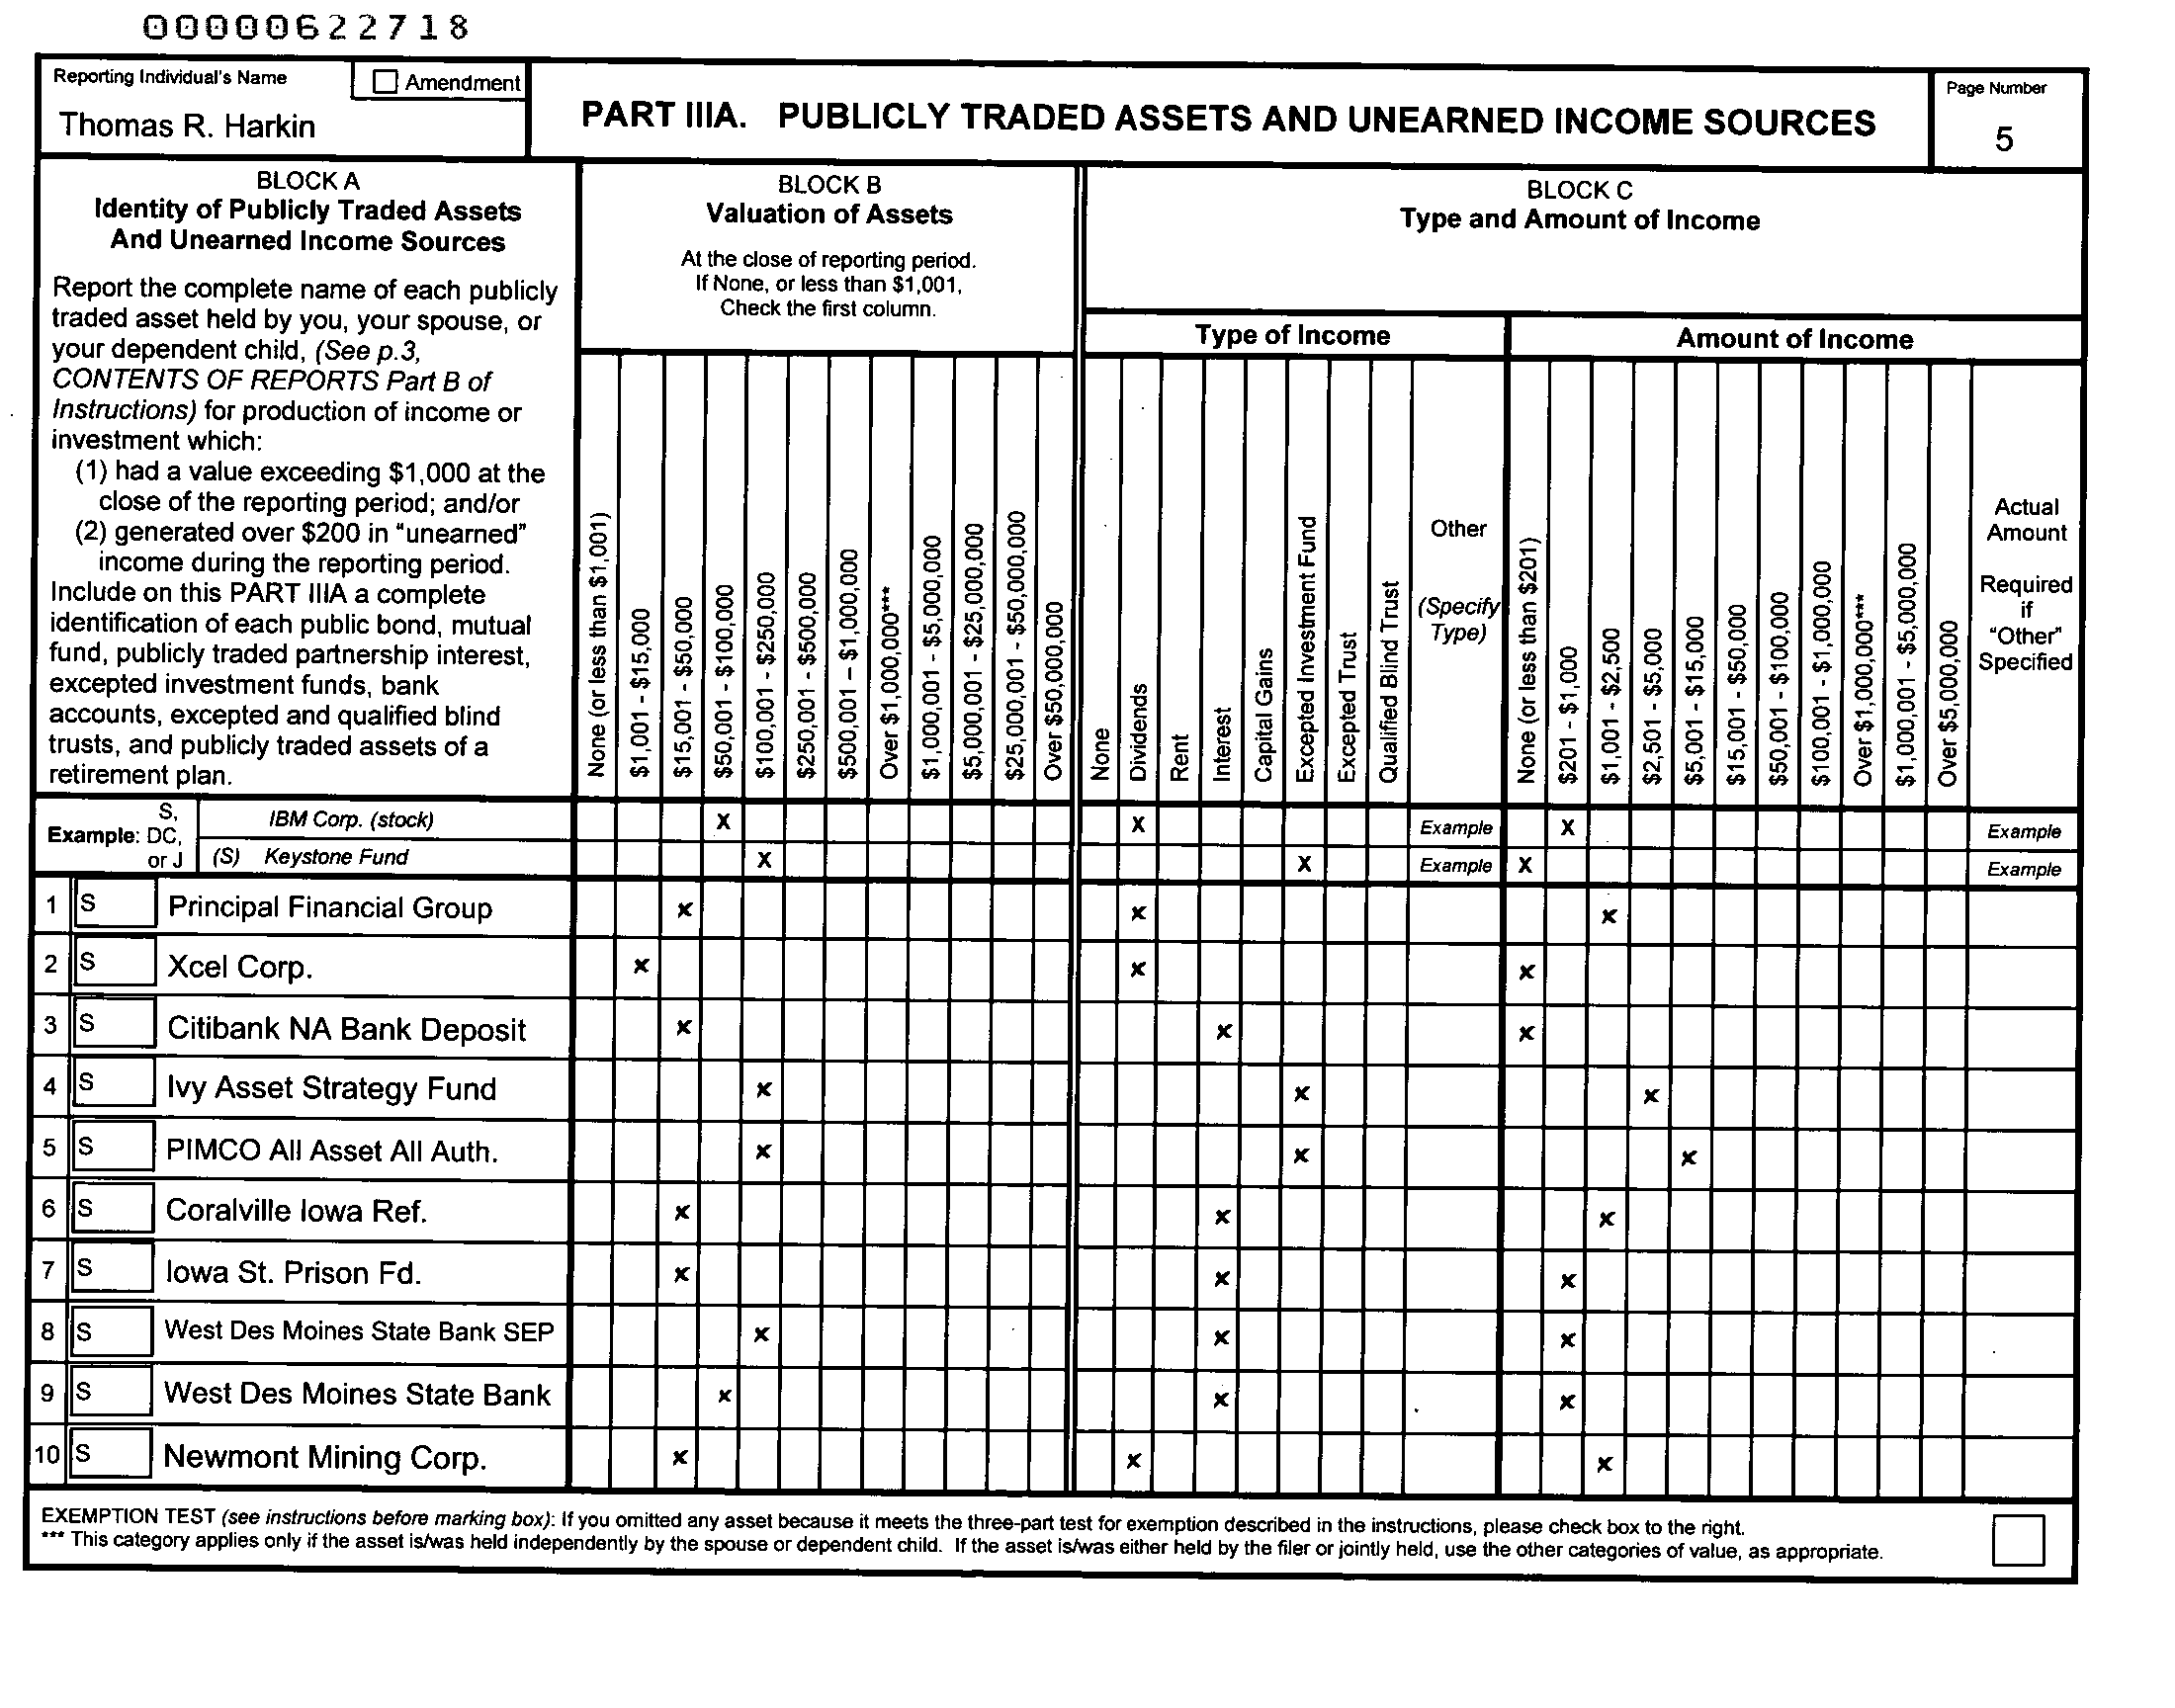 00000622718
Reporting Individual's Name
Amendment
Thomas R. Harkin
PART IIIA. PUBLICLY TRADED ASSETS AND UNEARNED INCOME SOURCES
Page Number
5
BLOCK A
Identity of Publicly Traded Assets
And Unearned Income Sources
Report the complete name of each publicly
traded asset held by you, your spouse, or
your dependent child, (See p.3,
CONTENTS OF REPORTS Part B of
Instructions) for production of income or
investment which:
(1) had a value exceeding $1,000 at the
close of the reporting period; and/or
(2) generated over $200 in "unearned"
income during the reporting period.
Include on this PART IIIA a complete
identification of each public bond, mutual
fund, publicly traded partnership interest,
excepted investment funds, bank
accounts, excepted and qualified blind
trusts, and publicly traded assets of a
retirement plan.
BLOCK B
Valuation of Assets
At the close of reporting period.
If None, or less than $1,001,
Check the first column.
None (or less than $1,001)
$1,001 - $15,000
$15,001 - $50,000
$50,001 - $100,000
$100,001 - $250,000
$250,001 - $500,000
$500,001 – $1,000,000
Over $1,000,000***
$1,000,001 - $5,000,000
$5,000,001 - $25,000,000
$25,000,001 - $50,000,000
Over $50,000,000
BLOCK C
Type and Amount of Income
Type of Income
None
Dividends
Rent
Interest
Capital Gains
Excepted Investment Fund
Excepted Trust
Qualified Blind Trust
Other
(Specify
Type)
Amount of Income
None (or less than $201)
$201 - $1,000
$1,001 - $2,500
$2,501 - $5,000
$5,001 - $15,000
$15,001 - $50,000
$50,001 - $100,000
$100,001 - $1,000,000
Over $1,000,000***
$1,000,001 - $5,000,000
Over $5,000,000
Actual
Amount
Required
if
"Other"
Specified
Example: S,
DC,
or J
IBM Corp. (stock) X X Example X Example
(S) Keystone Fund X X Example X Example
1 S Principal Financial Group x x x
2 S Xcel Corp. x x x
3 S Citibank NA Bank Deposit x x x
4 S Ivy Asset Strategy Fund x x x
5 S PIMCO All Asset All Auth. x x x
6 S Coralville Iowa Ref. x x x
7 S Iowa St. Prison Fd. x x x
8 S West Des Moines State Bank SEP x x x
9 S West Des Moines State Bank x x x
10 S Newmont Mining Corp. x x x
EXEMPTION TEST (see instructions before marking box): If you omitted any asset because it meets the three-part test for exemption described in the instructions, please check box to the right.
*** This category applies only if the asset is/was held independently by the spouse or dependent child. If the asset is/was either held by the filer or jointly held, use the other categories of value, as appropriate.